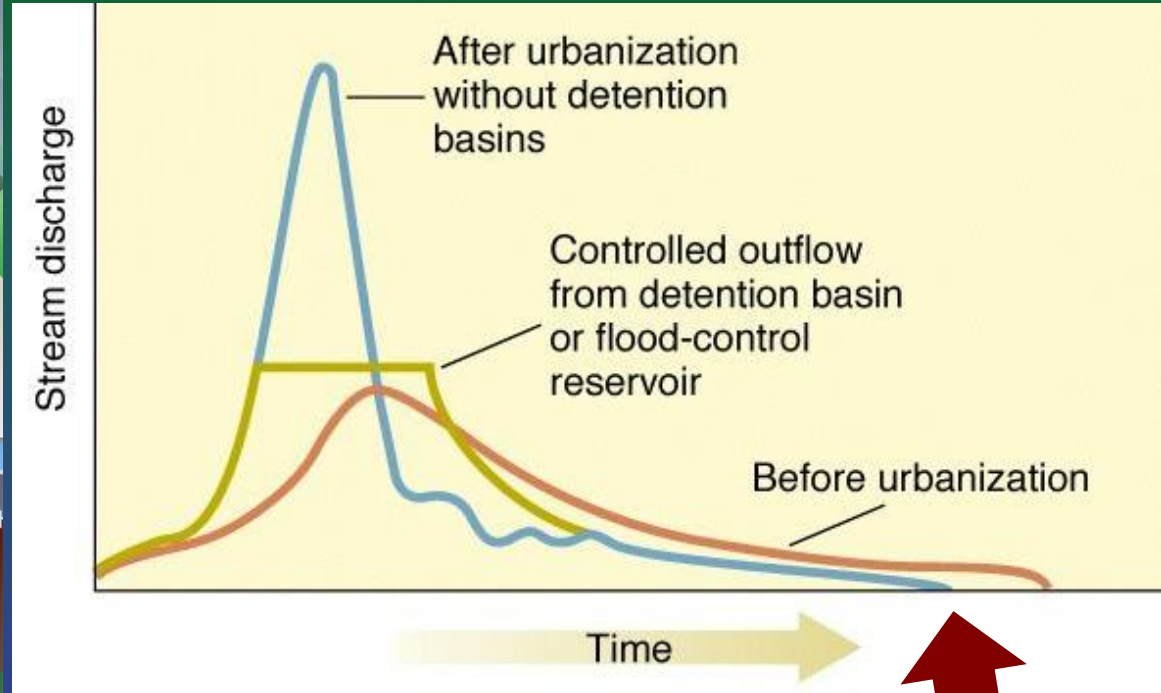 After urbanization
without detention
basins
Stream discharge
Controlled outflow
from detention basin
or flood-control
reservoir
Before urbanization
Time